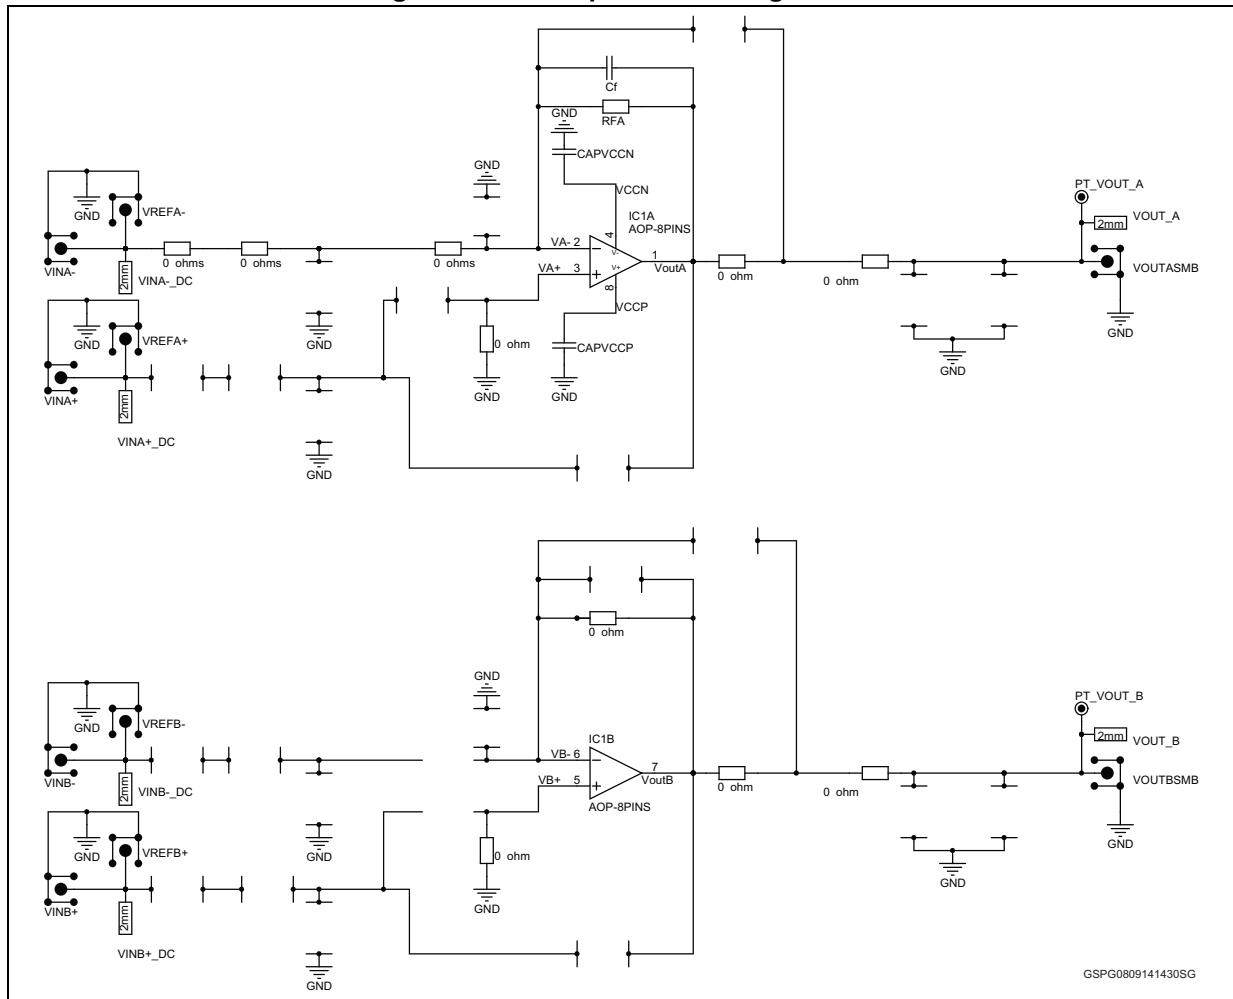 GND
Cf
RFA
GND
CAPVCCN
VCCN
GND
VREFA-
GND
VINA-
2mm
VINA-_DC
0 ohms
0 ohms
0 ohms
IC1A
AOP-8PINS
VA- 2
VA+ 3
4
V-
V+
8
1
VoutA
VCCP
CAPVCCP
GND
0 ohm
GND
0 ohm
0 ohm
PT_VOUT_A
2mm
VOUT_A
VOUTASMB
GND
GND
GND
VREFA+
GND
VINA+
2mm
VINA+_DC
GND
0 ohm
GND
VREFB-
GND
VINB-
2mm
VINB-_DC
IC1B
VB- 6
VB+ 5
7
VoutB
AOP-8PINS
0 ohm
0 ohm
PT_VOUT_B
2mm
VOUT_B
VOUTBSMB
GND
GND
GND
VREFB+
GND
VINB+
2mm
VINB+_DC
0 ohm
GND
GND
GSPG0809141430SG